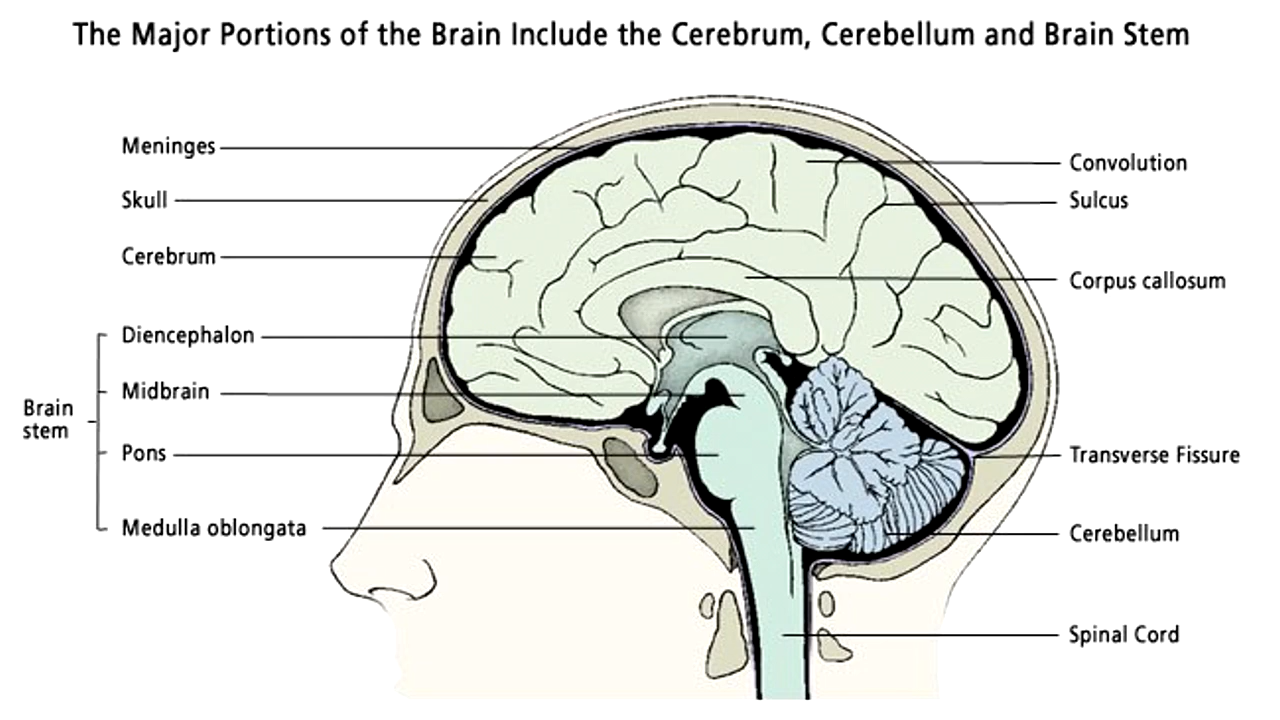 The Major Portions of the Brain Include the Cerebrum, Cerebellum and Brain Stem
Meninges
Skull
Cerebrum
Diencephalon
Midbrain
Brain
stem
Pons
Medulla oblongata
Convolution
Sulcus
Corpus callosum
Transverse Fissure
Cerebellum
Spinal Cord